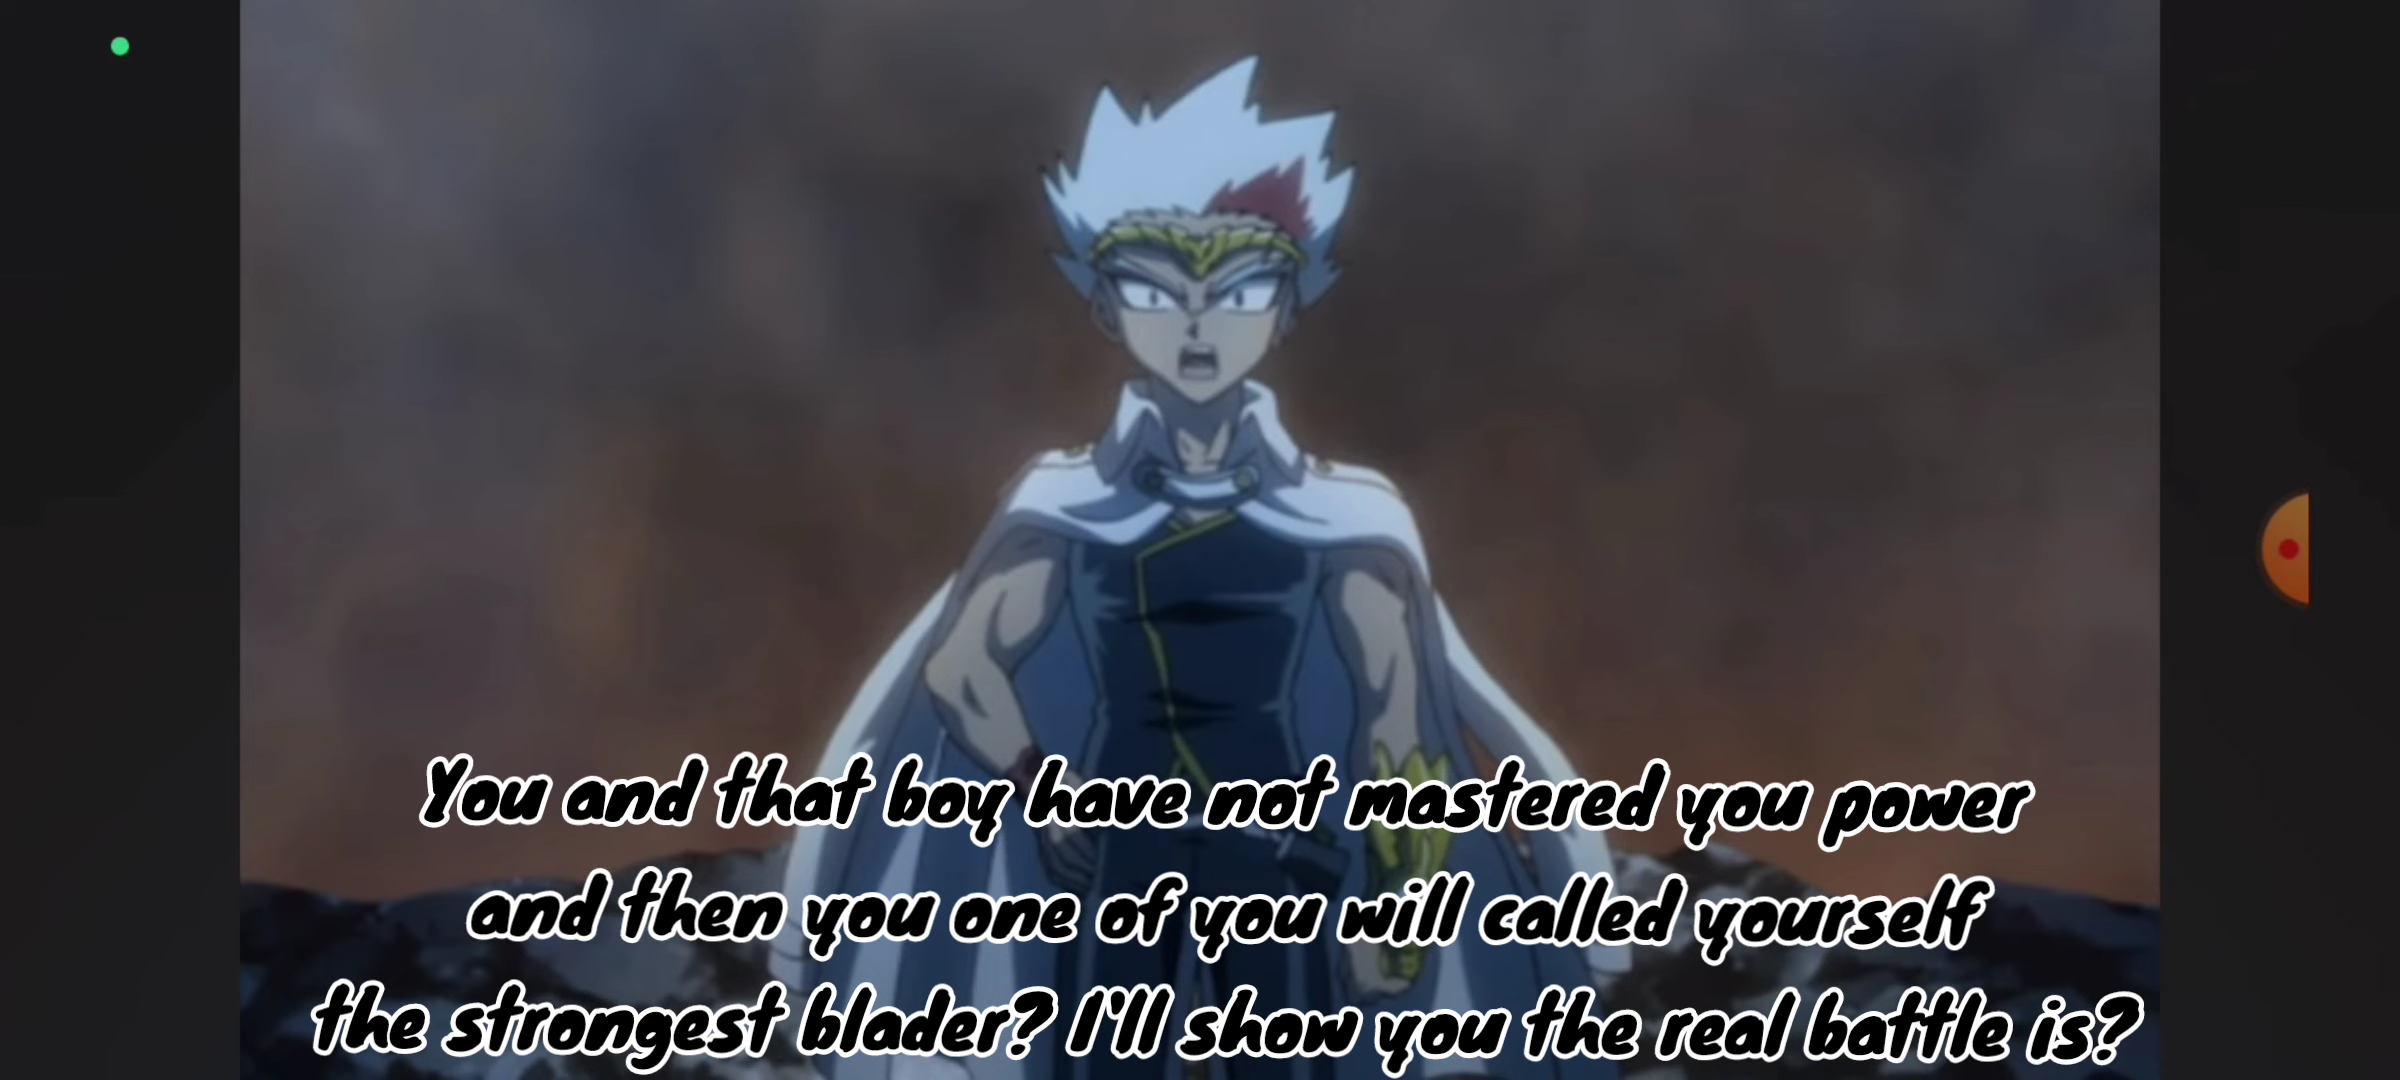 You and that boy have not mastered you power
and then you one of you will called yourself
the strongest blader? I'll show you the real battle is?